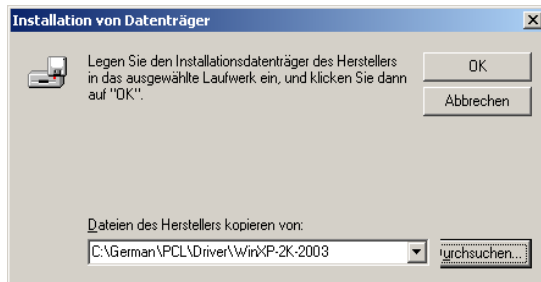 Installation von Datenträger
Legen Sie den Installationsdatenträger des Herstellers
in das ausgewählte Laufwerk ein, und klicken Sie dann
auf "OK".
OK
Abbrechen
Dateien des Herstellers kopieren von:
C:\German\PCL\Driver\WinXP-2K-2003
urchsuchen...